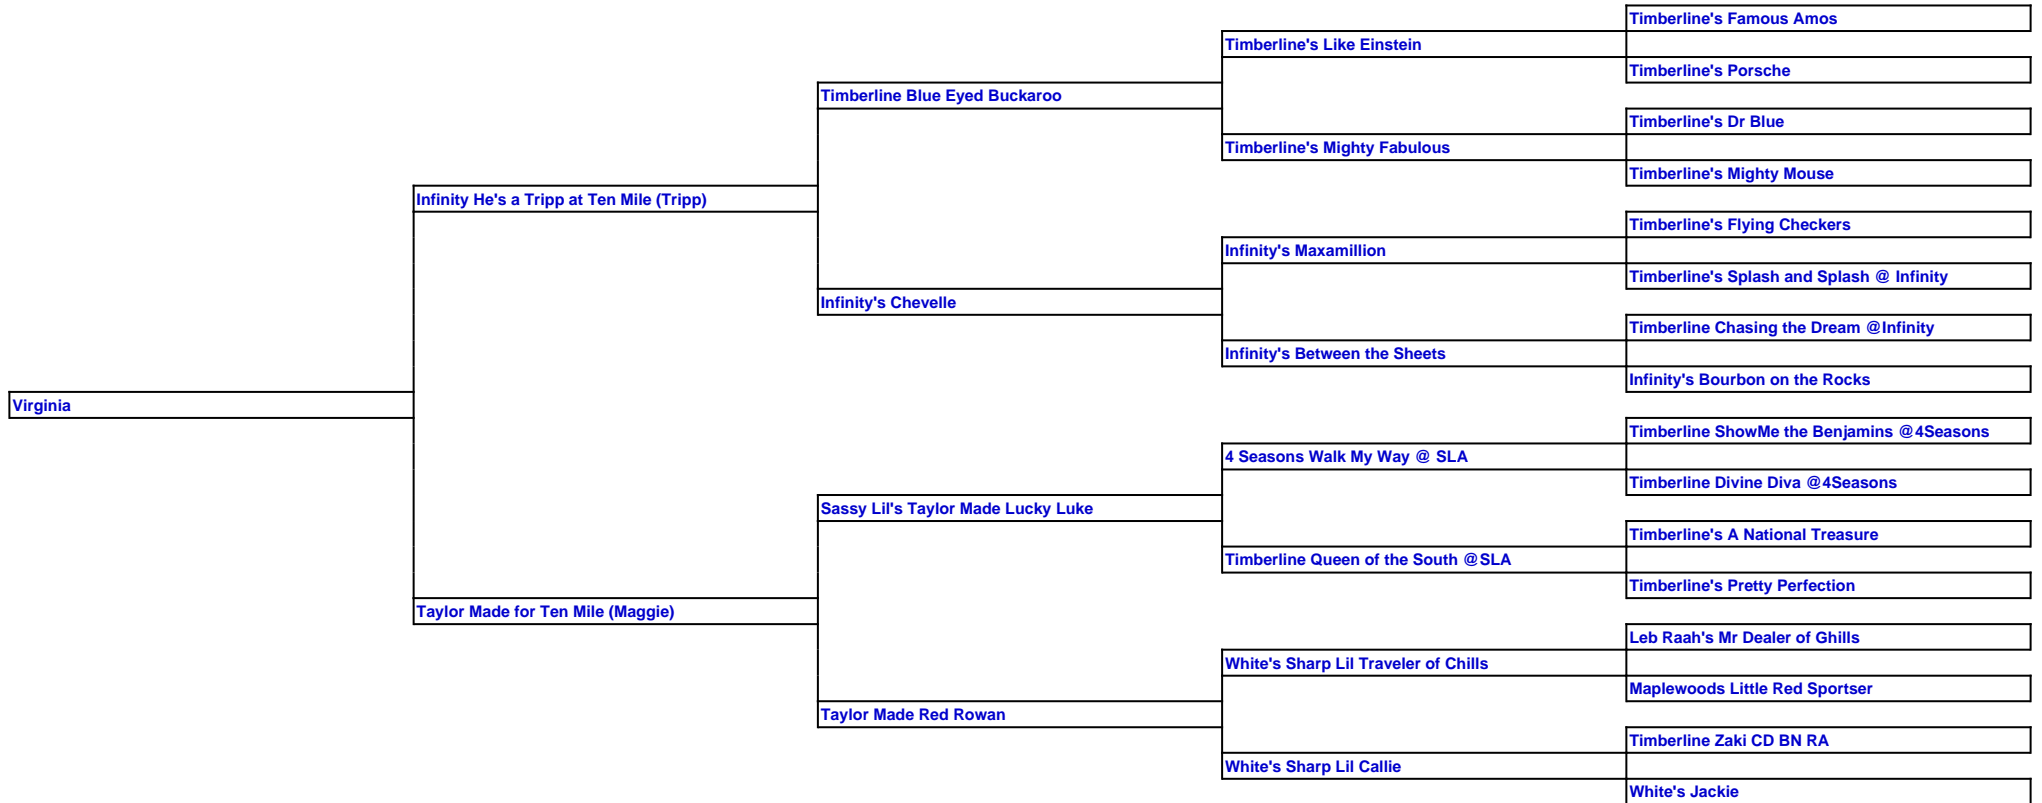 Timberline's Famous Amos
Timberline's Like Einstein
Timberline's Porsche
Timberline Blue Eyed Buckaroo
Timberline's Dr Blue
Timberline's Mighty Fabulous
Timberline's Mighty Mouse
Infinity He's a Tripp at Ten Mile (Tripp)
Timberline's Flying Checkers
Infinity's Maxamillion
Timberline's Splash and Splash @ Infinity
Infinity's Chevelle
Timberline Chasing the Dream @Infinity
Infinity's Between the Sheets
Infinity's Bourbon on the Rocks
Virginia
Timberline ShowMe the Benjamins @4Seasons
4 Seasons Walk My Way @ SLA
Timberline Divine Diva @4Seasons
Sassy Lil's Taylor Made Lucky Luke
Timberline's A National Treasure
Timberline Queen of the South @SLA
Timberline's Pretty Perfection
Taylor Made for Ten Mile (Maggie)
Leb Raah's Mr Dealer of Ghills
White's Sharp Lil Traveler of Chills
Maplewoods Little Red Sportser
Taylor Made Red Rowan
Timberline Zaki CD BN RA
White's Sharp Lil Callie
White's Jackie